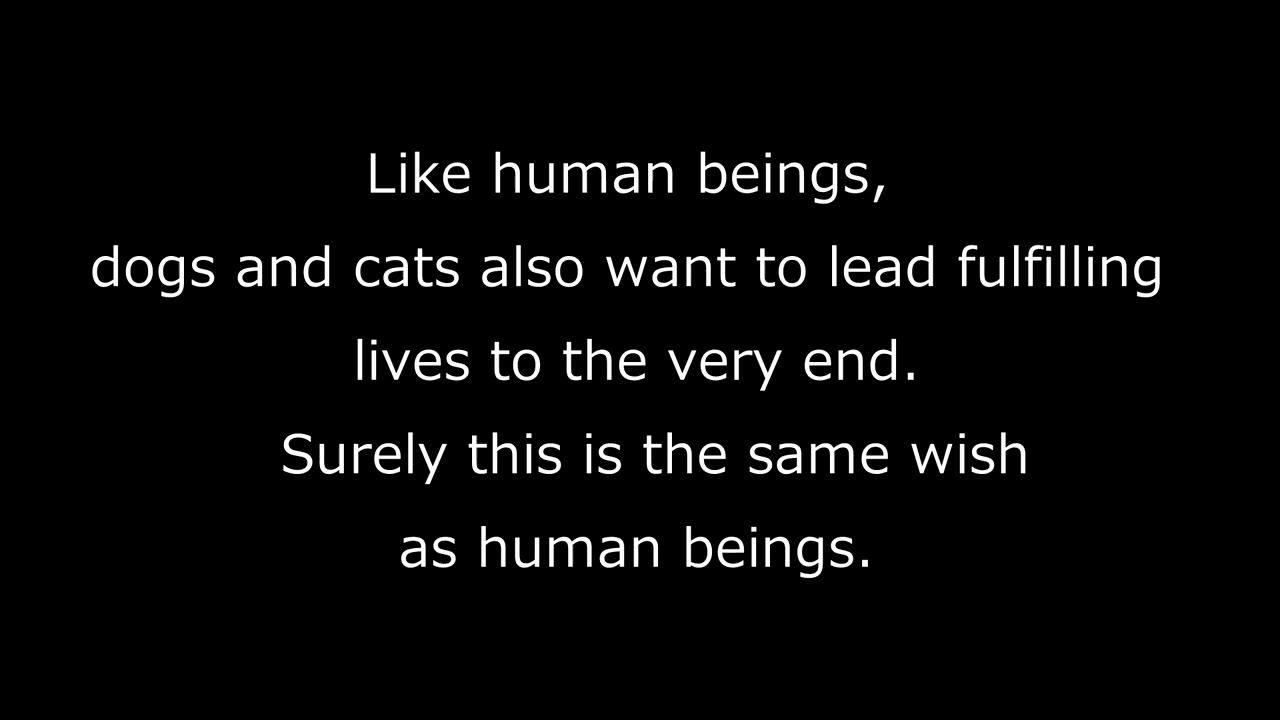 Like human beings,
dogs and cats also want to lead fulfilling
lives to the very end.
Surely this is the same wish
as human beings.